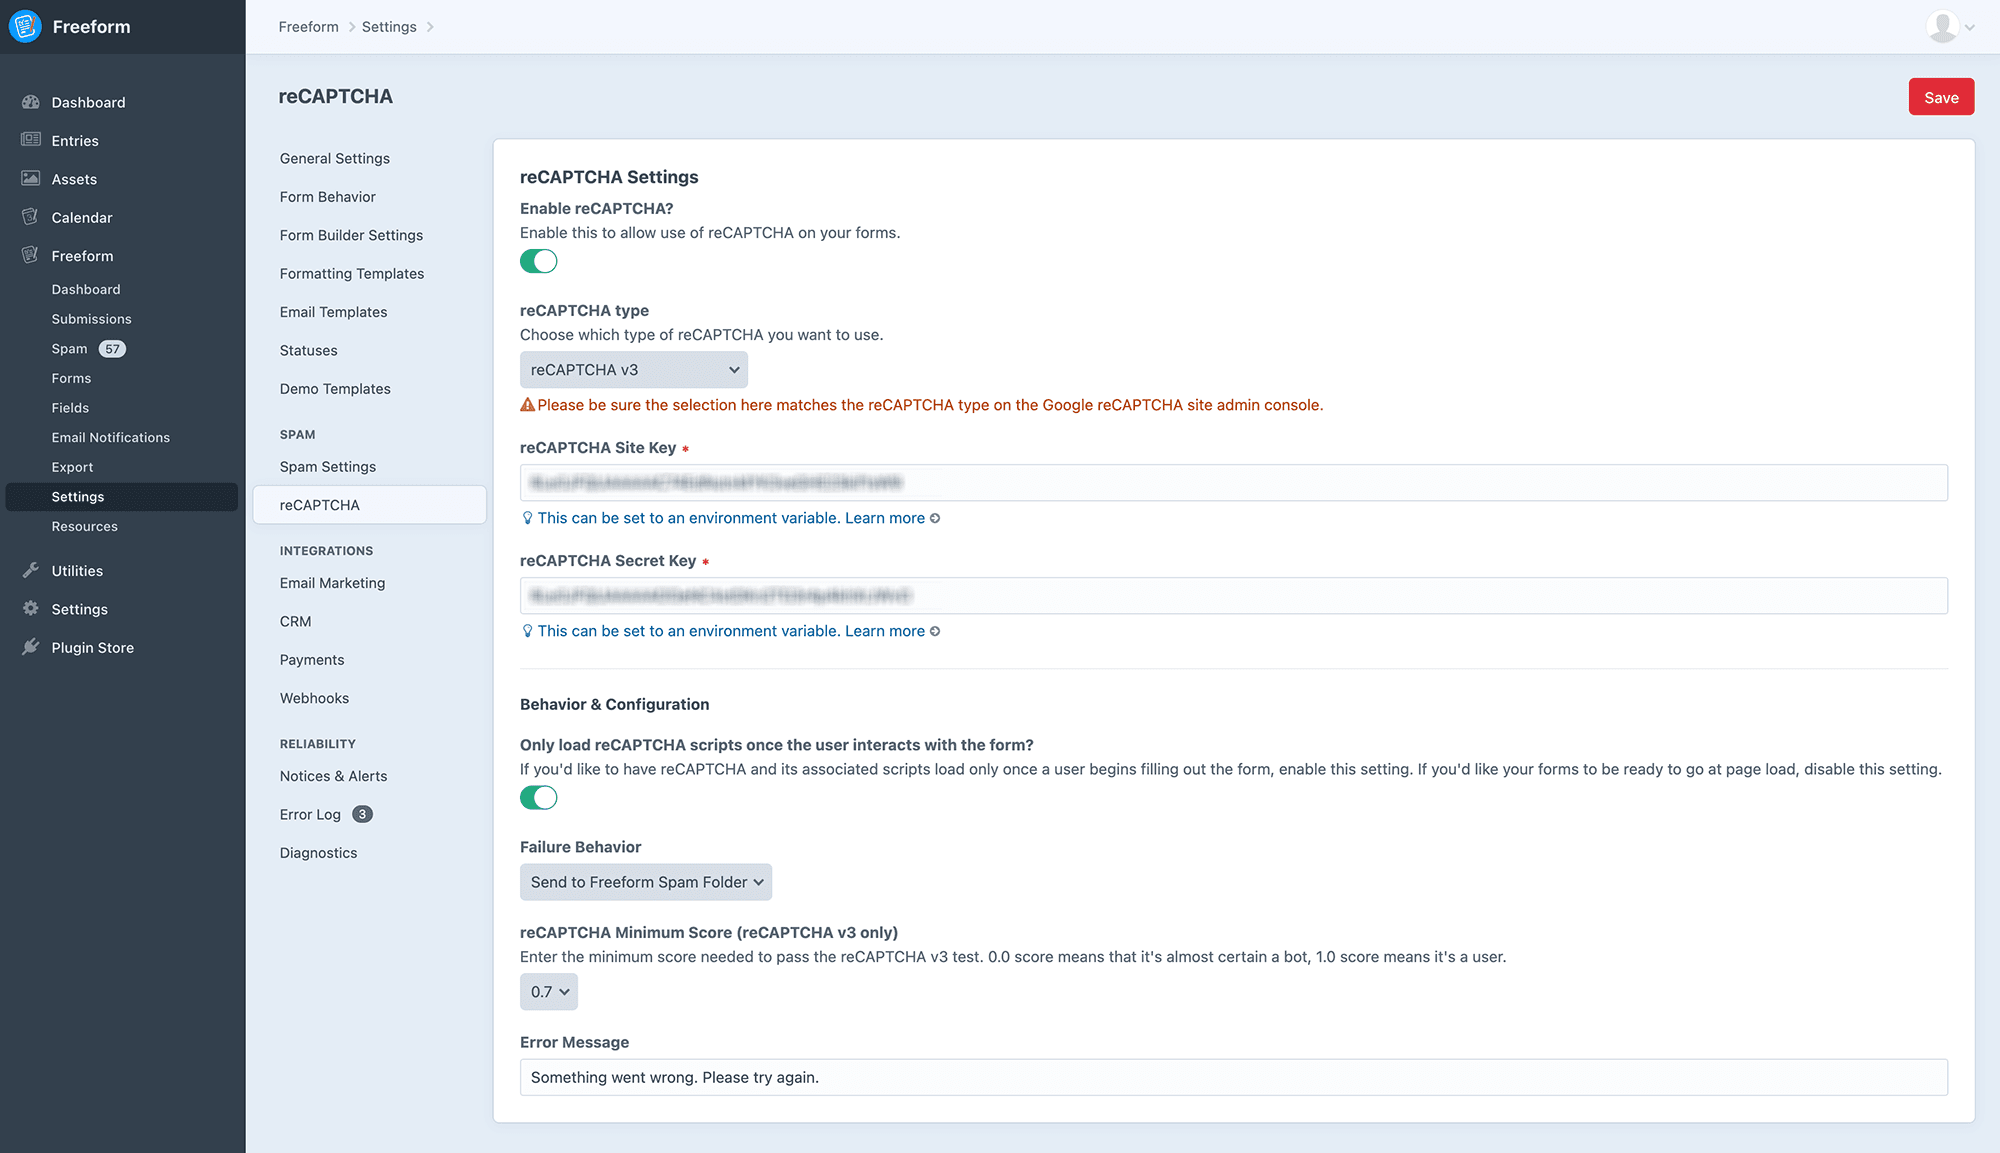 Freeform
Freeform
Settings
reCAPTCHA
Save
Dashboard
Entries
Assets
Calendar
Freeform
Dashboard
Submissions
Spam 57
Forms
Fields
Email Notifications
Export
Settings
Resources
Utilities
Settings
Plugin Store
General Settings
Form Behavior
Form Builder Settings
Formatting Templates
Email Templates
Statuses
Demo Templates
SPAM
Spam Settings
reCAPTCHA
INTEGRATIONS
Email Marketing
CRM
Payments
Webhooks
RELIABILITY
Notices & Alerts
Error Log 3
Diagnostics
reCAPTCHA Settings
Enable reCAPTCHA?
Enable this to allow use of reCAPTCHA on your forms.
reCAPTCHA type
Choose which type of reCAPTCHA you want to use.
reCAPTCHA v3
Please be sure the selection here matches the reCAPTCHA type on the Google reCAPTCHA site admin console.
reCAPTCHA Site Key *
This can be set to an environment variable. Learn more
reCAPTCHA Secret Key *
This can be set to an environment variable. Learn more
Behavior & Configuration
Only load reCAPTCHA scripts once the user interacts with the form?
If you'd like to have reCAPTCHA and its associated scripts load only once a user begins filling out the form, enable this setting. If you'd like your forms to be ready to go at page load, disable this setting.
Failure Behavior
Send to Freeform Spam Folder
reCAPTCHA Minimum Score (reCAPTCHA v3 only)
Enter the minimum score needed to pass the reCAPTCHA v3 test. 0.0 score means that it's almost certain a bot, 1.0 score means it's a user.
0.7
Error Message
Something went wrong. Please try again.